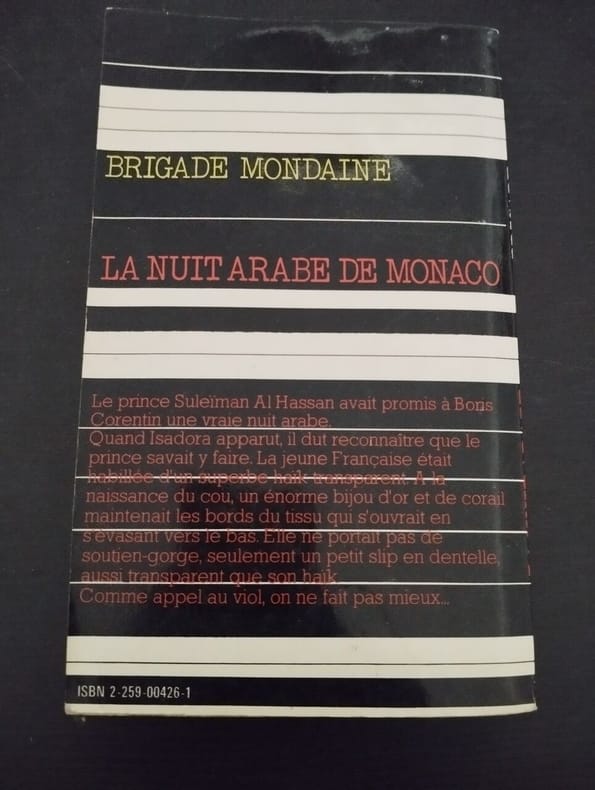 BRIGADE MONDAINE
LA NUIT ARABE DE MONACO
Le prince Suleïman Al Hassan avait promis à Boris
Corentin une vraie nuit arabe.
Quand Isadora apparut, il dut reconnaître que le
prince savait y faire. La jeune Française était
habillée d'un superbe haïk transparent. A la
naissance du cou, un énorme bijou d'or et de corail
maintenait les bords du tissu qui s'ouvrait en
s'évasant vers le bas. Elle ne portait pas de
soutien-gorge, seulement un petit slip en dentelle,
aussi transparent que son haïk.
Comme appel au viol, on ne fait pas mieux...
ISBN 2-259-00426-1